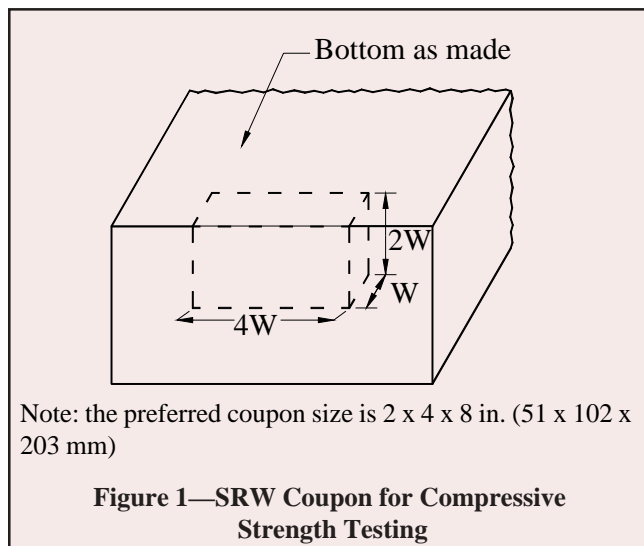 Bottom as made
2W
W
4W
Note: the preferred coupon size is 2 x 4 x 8 in. (51 x 102 x
203 mm)
Figure 1—SRW Coupon for Compressive
Strength Testing